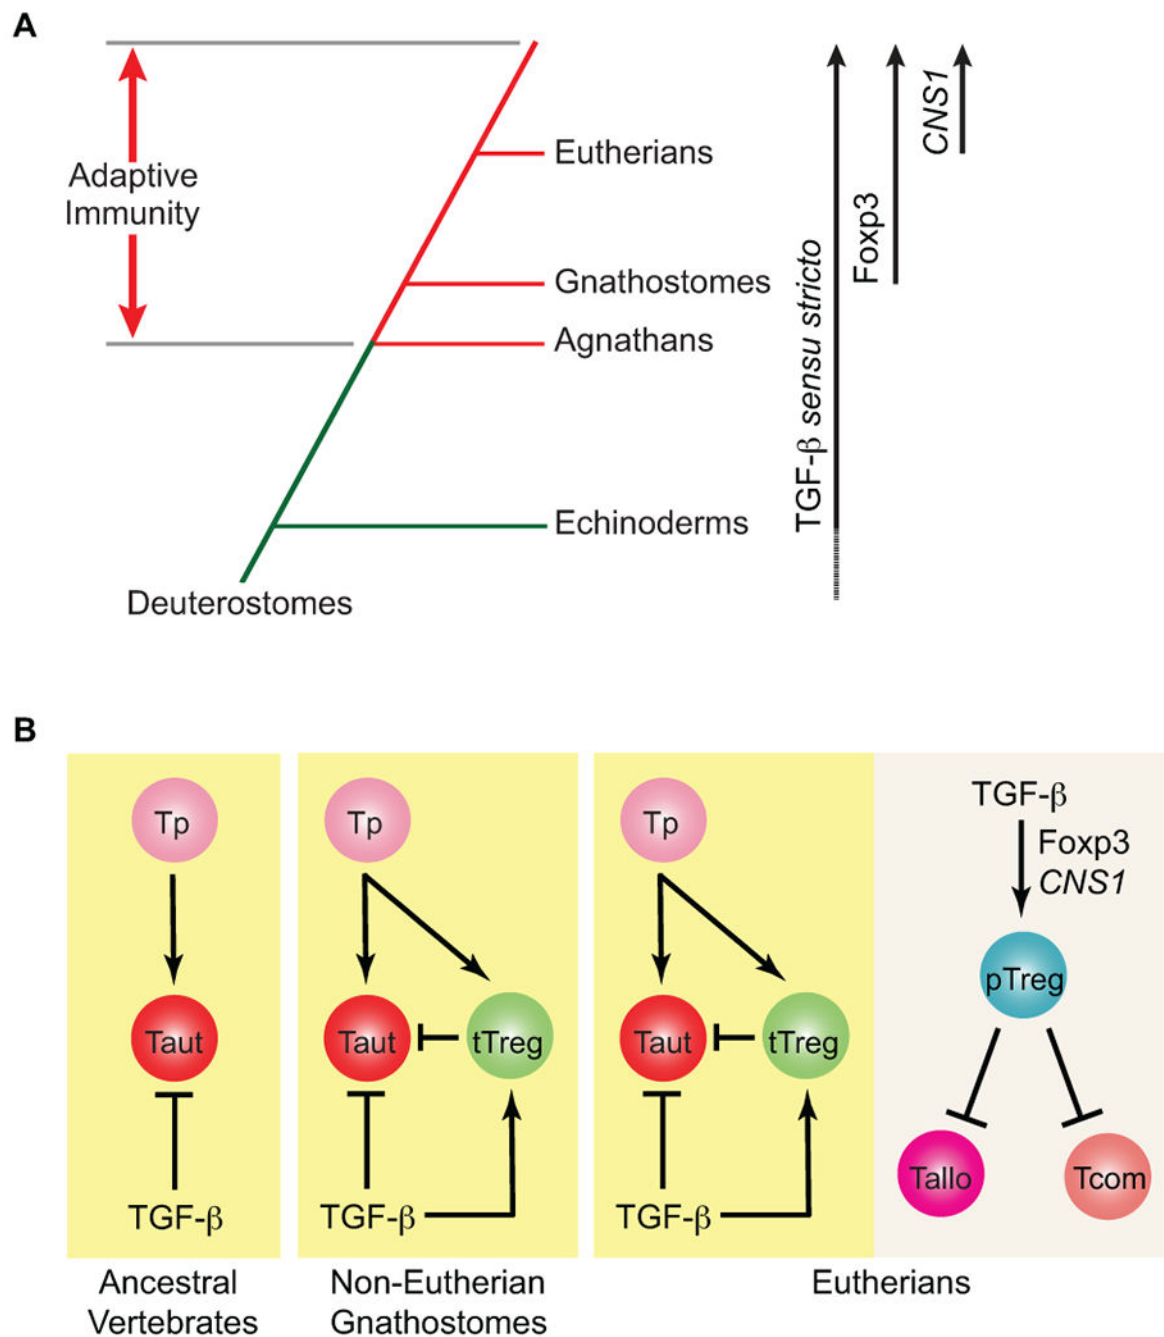 A
Adaptive
Immunity
Eutherians
Gnathostomes
Agnathans
Echinoderms
Deuterostomes
TGF-β sensu stricto
Foxp3
CNS1
B
Tp
Taut
TGF-β
Ancestral
Vertebrates
Tp
Taut
tTreg
TGF-β
Non-Eutherian
Gnathostomes
Tp
Taut
tTreg
TGF-β
TGF-β
Foxp3
CNS1
pTreg
Tallo
Tcom
Eutherians